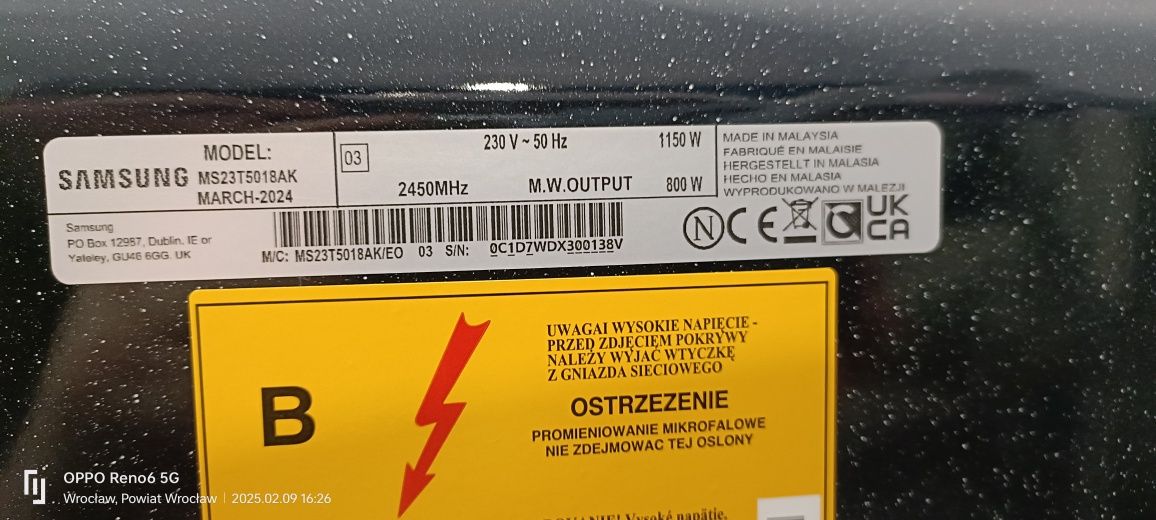 SAMSUNG
MODEL:
MS23T5018AK
MARCH-2024
03
230 V ~ 50 Hz 1150 W
2450MHz M.W.OUTPUT 800 W
MADE IN MALAYSIA
FABRIQUÉ EN MALAISIE
HERGESTELLT IN MALASIA
HECHO EN MALASIA
WYPRODUKOWANO W MALEZJI
Samsung
PO Box 12987, Dublin. IE or
Yateley, GU46 6GG. UK
M/C: MS23T5018AK/EO 03 S/N: 0C1D7WDX300138V
N CE UK
CA
B
UWAGA! WYSOKIE NAPIĘCIE -
PRZED ZDJĘCIEM POKRYWY
NALEŻY WYJĄĆ WTYCZKĘ
Z GNIAZDA SIECIOWEGO
OSTRZEZENIE
PROMIENIOWANIE MIKROFALOWE
NIE ZDEJMOWAC TEJ OSLONY
Vysoké napätie.
OPPO Reno6 5G
Wrocław, Powiat Wrocław | 2025.02.09 16:26